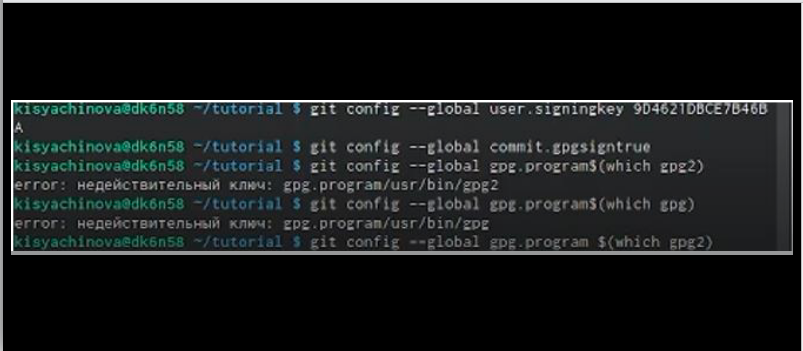 kisyachinova@dk6n58 ~/tutorial $ git config --global user.signingkey 9D4621DBCE7B46B
A
kisyachinova@dk6n58 ~/tutorial $ git config --global commit.gpgsigntrue
kisyachinova@dk6n58 ~/tutorial $ git config --global gpg.program$(which gpg2)
error: недействительный ключ: gpg.program/usr/bin/gpg2
kisyachinova@dk6n58 ~/tutorial $ git config --global gpg.program$(which gpg)
error: недействительный ключ: gpg.program/usr/bin/gpg
kisyachinova@dk6n58 ~/tutorial $ git config --global gpg.program $(which gpg2)